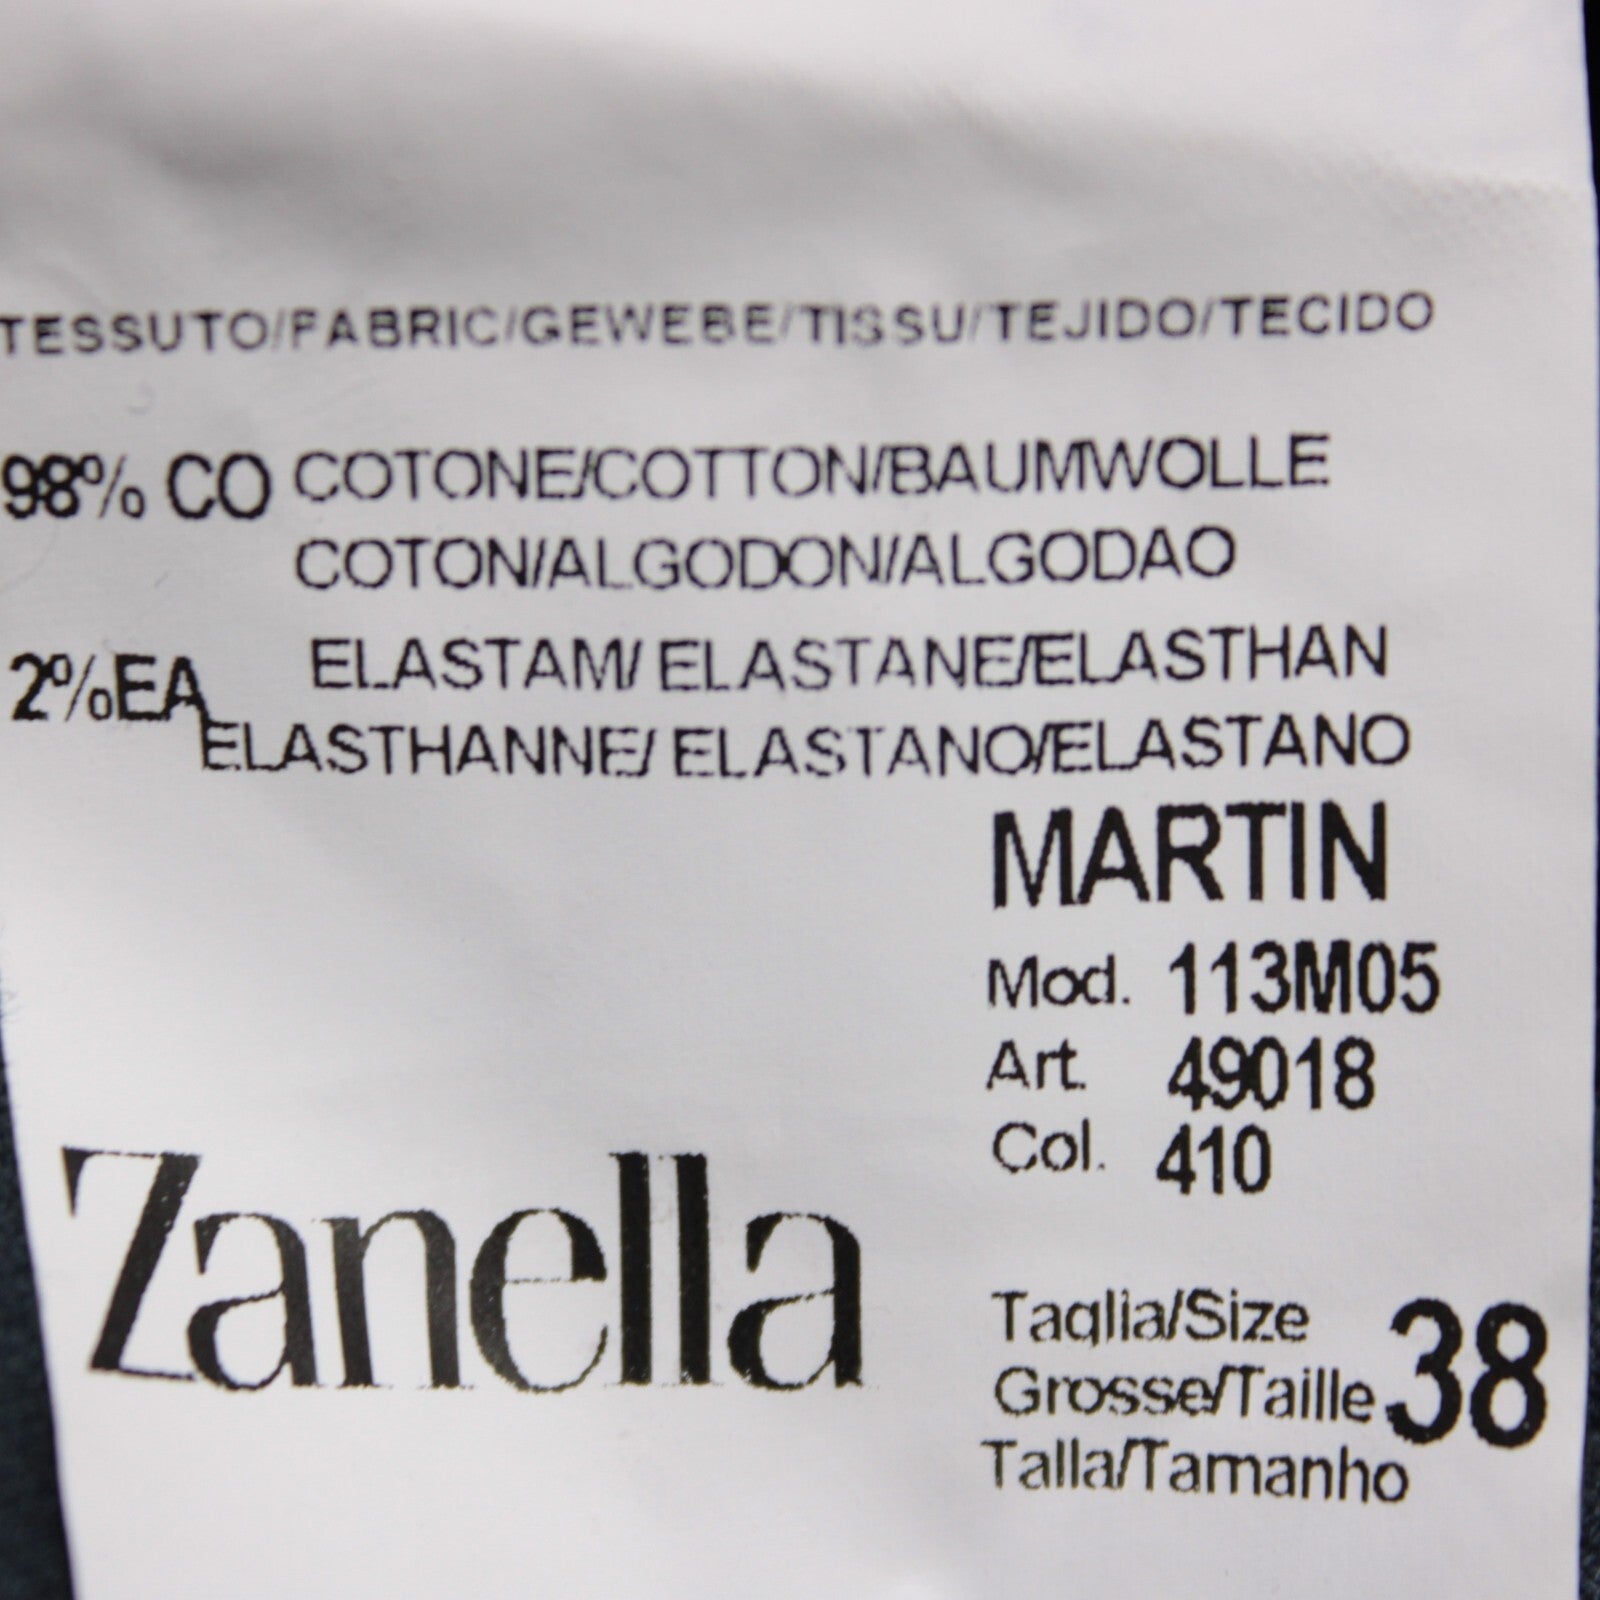 TESSUTO/FABRIC/GEWEBE/TISSU/TEJIDO/TECIDO
98% CO COTONE/COTTON/BAUMWOLLE
COTON/ALGODON/ALGODAO
2%EA ELASTAM/ ELASTANE/ELASTHAN
ELASTHANNE/ ELASTANO/ELASTANO
MARTIN
Mod. 113M05
Art. 49018
Col. 410
Zanella
Taglia/Size
Grosse/Taille 38
Talla/Tamanho